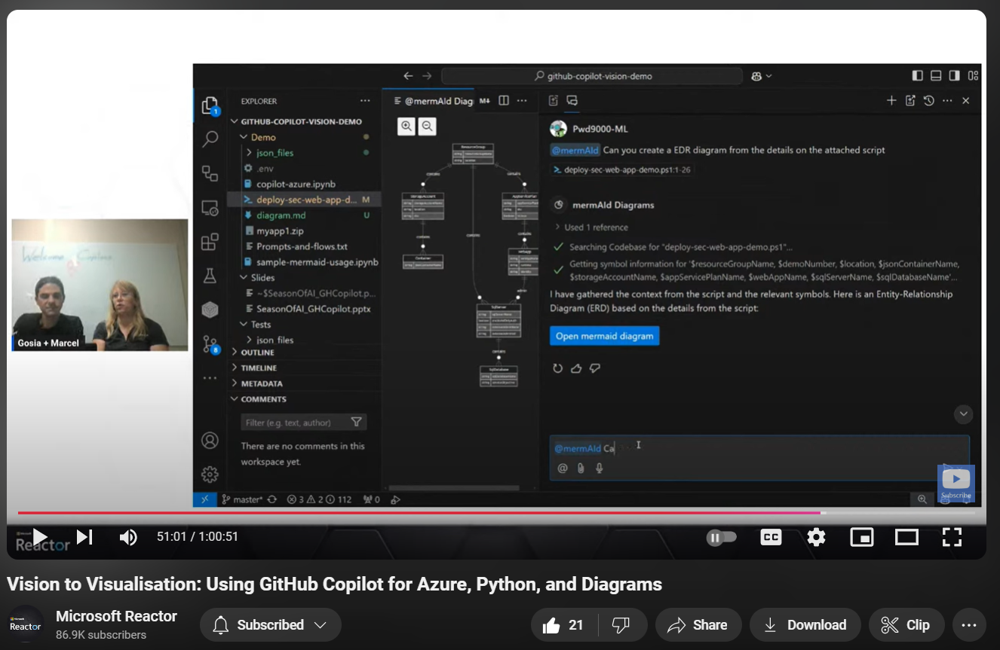 github-copilot-vision-demo
EXPLORER
GITHUB-COPILOT-VISION-DEMO
Demo
json_files
.env
copilot-azure.ipynb
deploy-sec-web-app-d... M
diagram.md U
myapp1.zip
Prompts-and-flows.txt
sample-mermaid-usage.ipynb
Slides
~$SeasonOfAI_GHCopilot.p...
SeasonOfAI_GHCopilot.pptx
Tests
json_files
OUTLINE
TIMELINE
METADATA
COMMENTS
Filter (e.g. text, author)
There are no comments in this
workspace yet.
1
8
@mermAId Diag
M↓
ResourceGroup
contains
contains
StorageAccount
AppServicePlan
contains
contains
contains
Container
WebApp
admin
SqlServer
contains
SqlDatabase
Pwd9000-ML
@mermAId Can you create a EDR diagram from the details on the attached script
deploy-sec-web-app-demo.ps1:1-26
mermAId Diagrams
Used 1 reference
Searching Codebase for "deploy-sec-web-app-demo.ps1"...
Getting symbol information for '$resourceGroupName, $demoNumber, $location, $jsonContainerName,
$storageAccountName, $appServicePlanName, $webAppName, $sqlServerName, $sqlDatabaseName'...
I have gathered the context from the script and the relevant symbols. Here is an Entity-Relationship
Diagram (ERD) based on the details from the script:
Open mermaid diagram
@mermAId Ca
@
master* 3 2 112 0
Welcome Copilots
Gosia + Marcel
Subscribe
Microsoft
Reactor
51:01 / 1:00:51
CC
Vision to Visualisation: Using GitHub Copilot for Azure, Python, and Diagrams
Microsoft
Reactor
Microsoft Reactor
86.9K subscribers
Subscribed
21
Share
Download
Clip